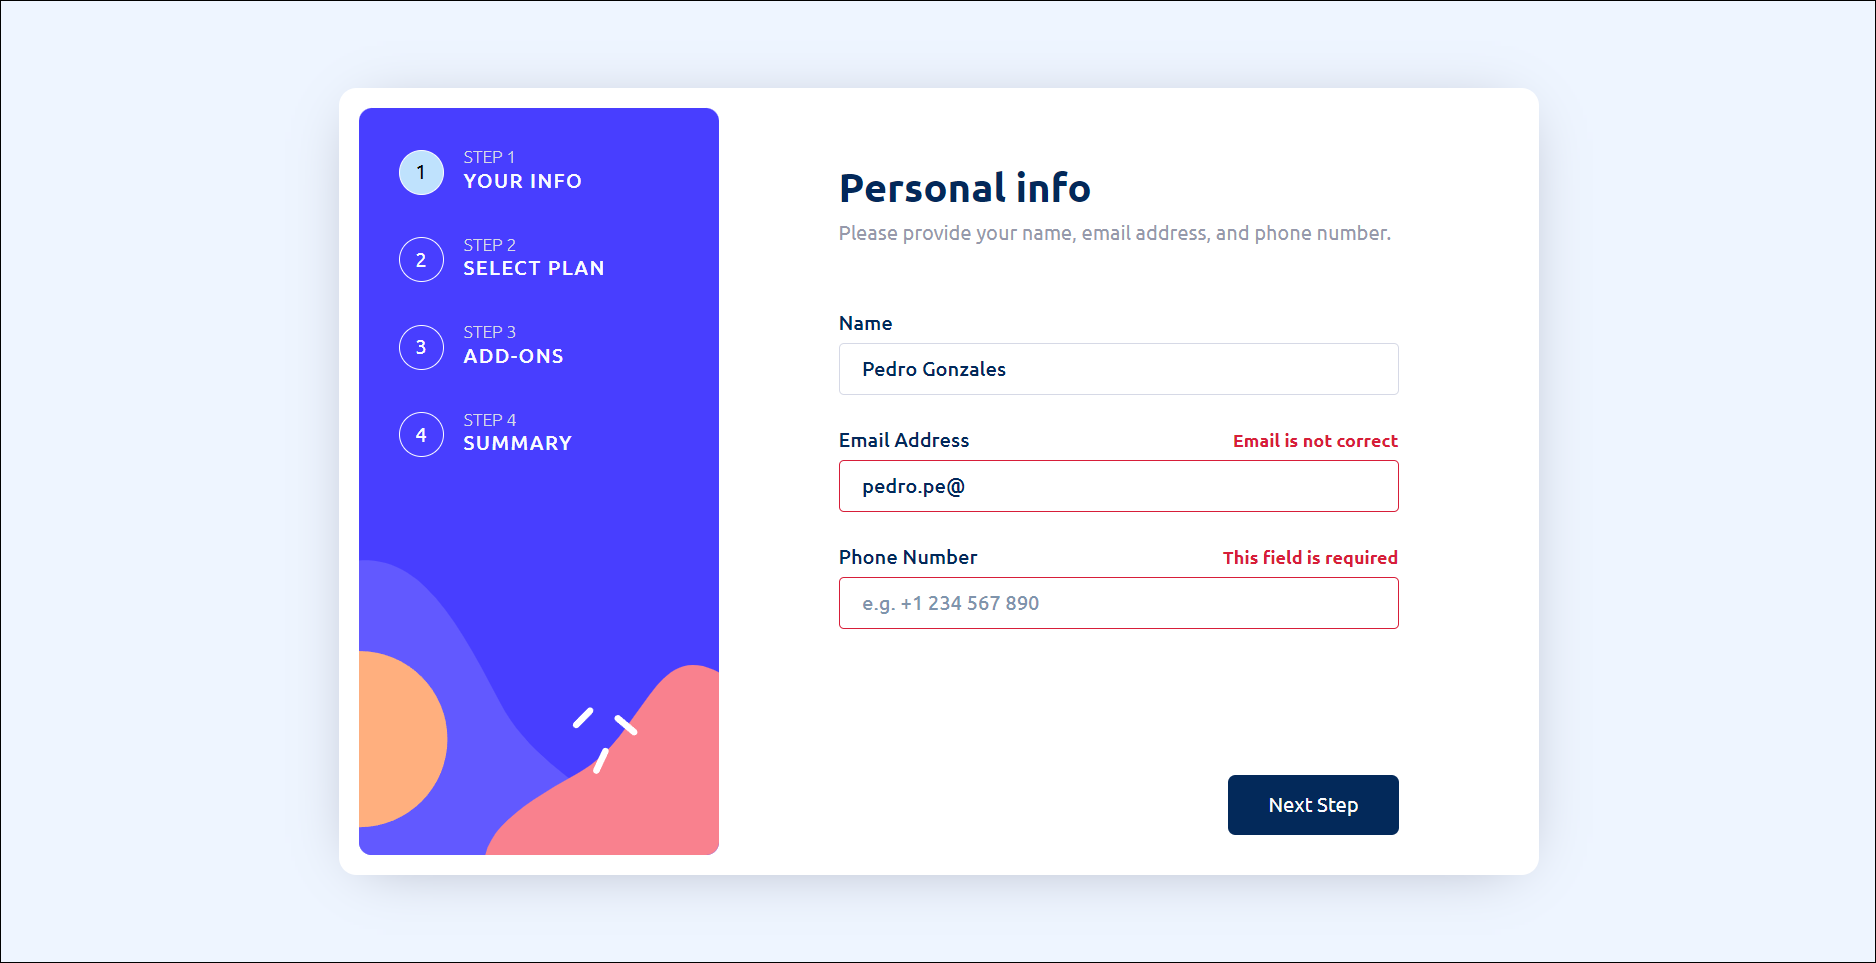 1
STEP 1
YOUR INFO
2
STEP 2
SELECT PLAN
3
STEP 3
ADD-ONS
4
STEP 4
SUMMARY
Personal info
Please provide your name, email address, and phone number.
Name
Pedro Gonzales
Email Address
Email is not correct
pedro.pe@
Phone Number
This field is required
e.g. +1 234 567 890
Next Step